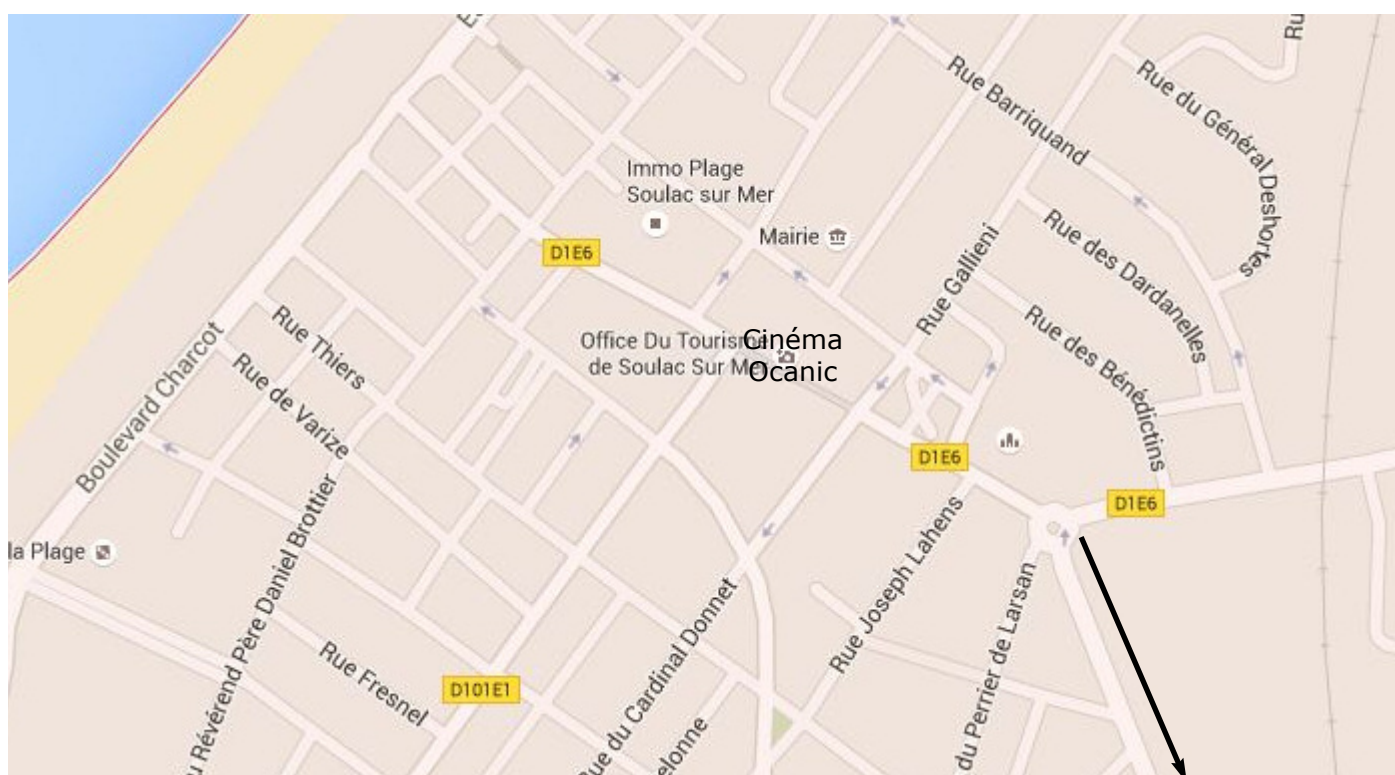 Rue Barriquand
Rue du Général Deshortes
Immo Plage
Soulac sur Mer
Mairie
D1E6
Rue Gallieni
Rue des Dardanelles
Rue des Bénédictins
Office Du Tourisme
de Soulac Sur Mer
Cinéma
Ocanic
Boulevard Charcot
Rue Thiers
Rue de Varize
D1E6
D1E6
la Plage
Révérend Père Daniel Brottier
Rue Joseph Lahens
du Perrier de Larsan
Rue Fresnel
D101E1
Rue du Cardinal Donnet
elonne
Ru